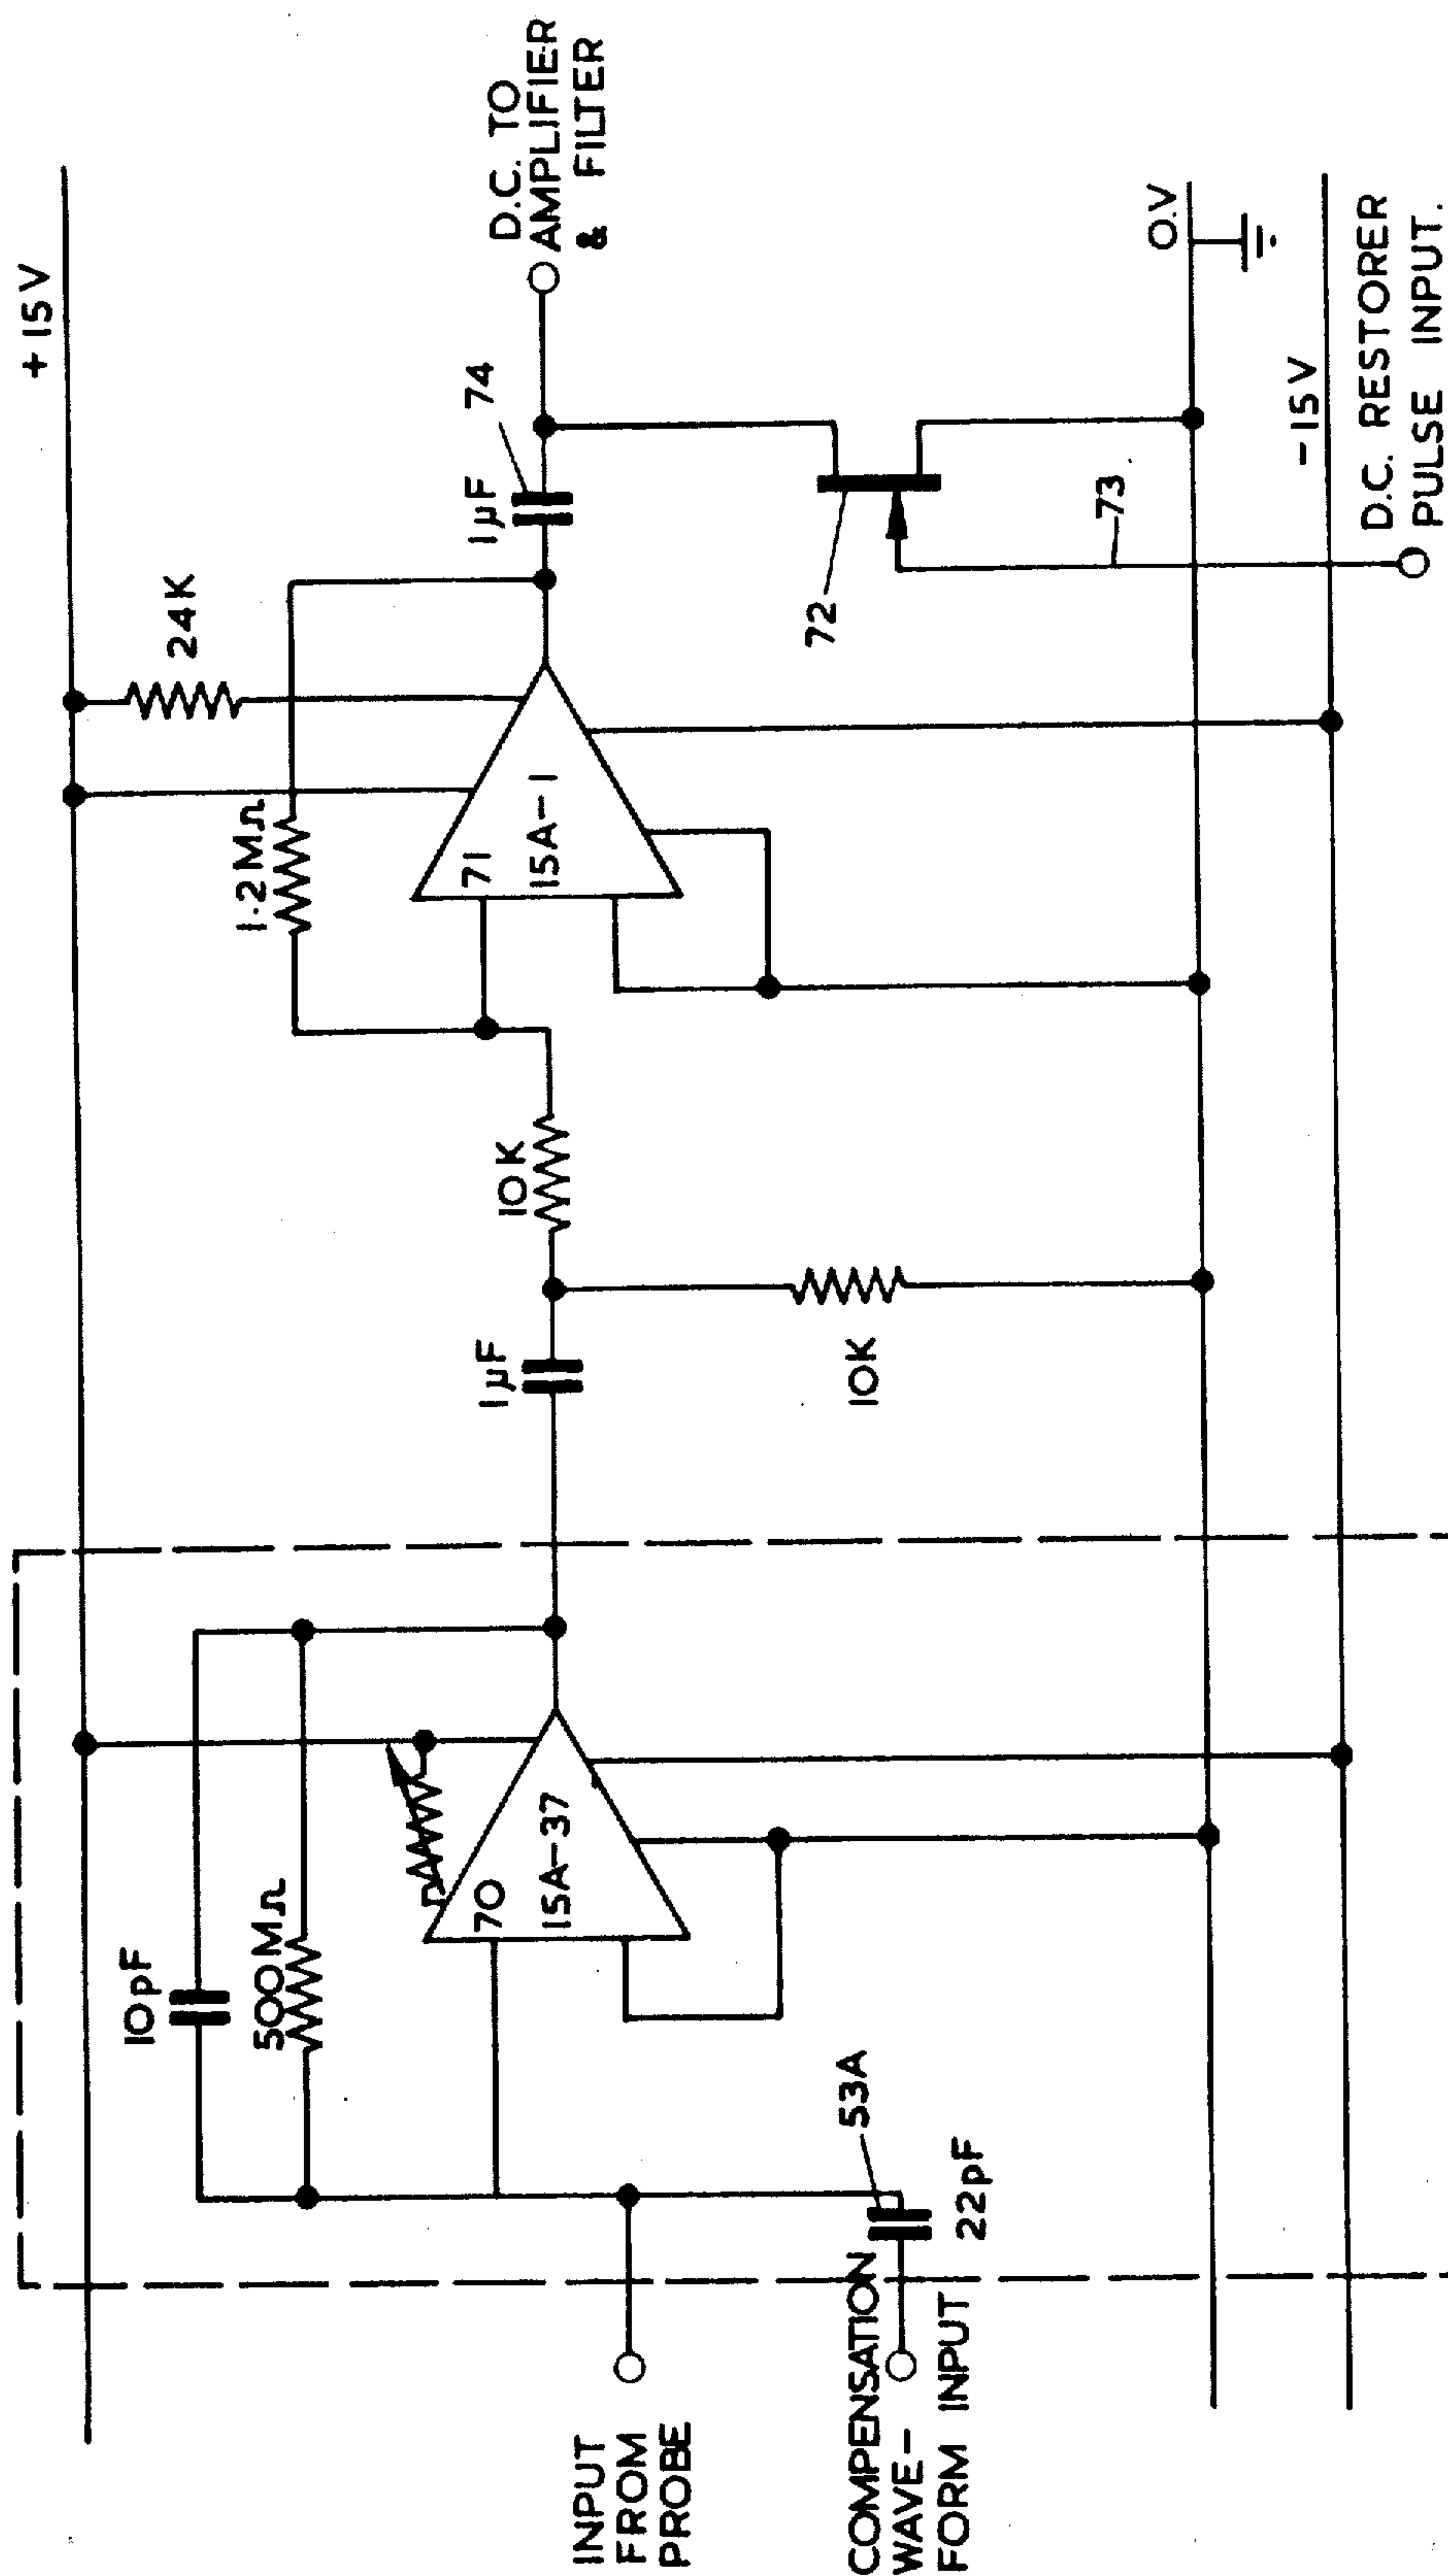 +15V
10pF
500MΩ
70
15A-37
INPUT
FROM
PROBE
COMPENSATION
WAVE-
FORM INPUT
53A
22pF
1µF
10K
10K
1·2MΩ
24K
71
15A-1
1µF
74
D.C. TO
AMPLIFIER
& FILTER
72
73
O.V
-15V
D.C. RESTORER
PULSE INPUT.